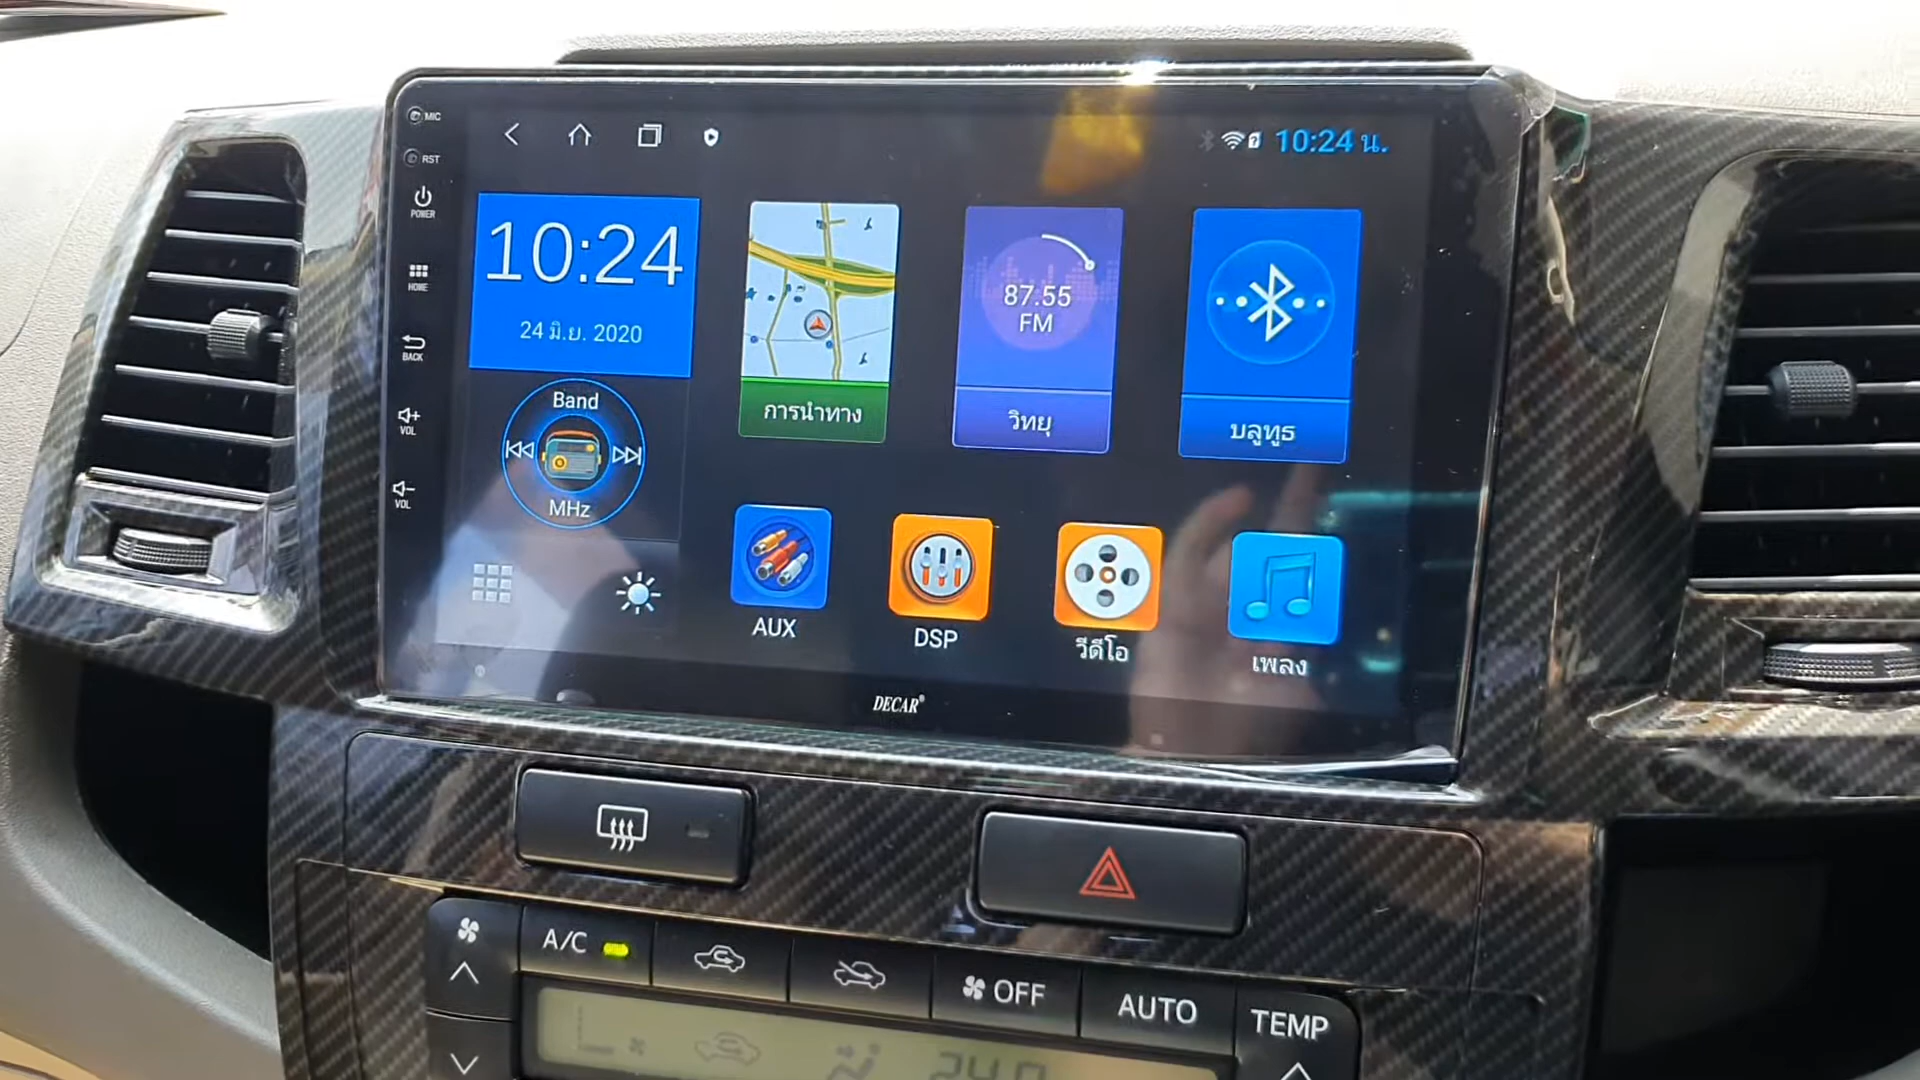 MIC
RST
POWER
HOME
BACK
VOL
VOL
10:24 น.
10:24
24 มิ.ย. 2020
Band
MHz
การนำทาง
87.55
FM
วิทยุ
บลูทูธ
AUX
DSP
วีดีโอ
เพลง
DECAR®
A/C
OFF
AUTO
TEMP
24.0